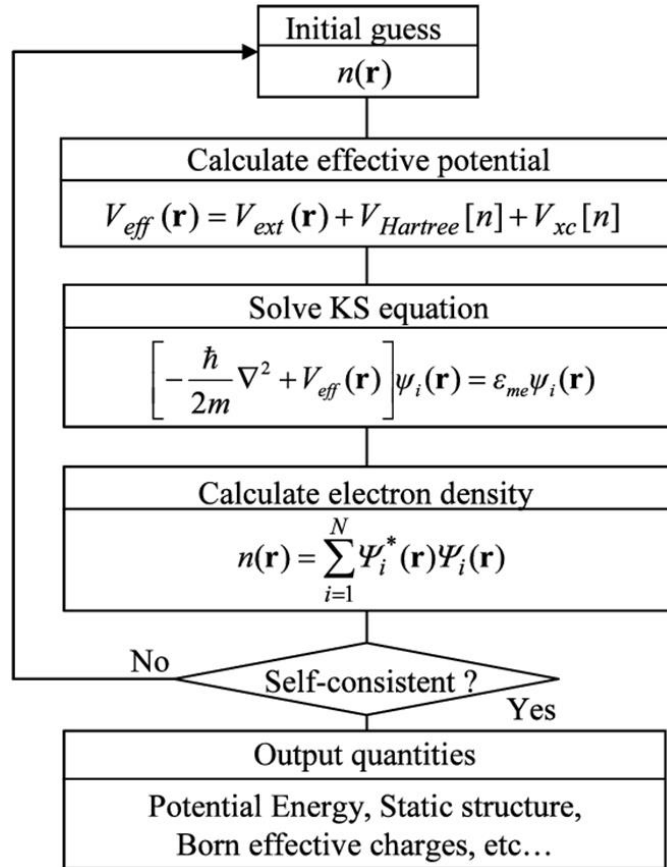 Initial guess
n(r)
Calculate effective potential
V_eff(r) = V_ext(r) + V_Hartree[n] + V_xc[n]
Solve KS equation
[-ℏ/2m ∇² + V_eff(r)]ψ_i(r) = ε_me ψ_i(r)
Calculate electron density
n(r) = ∑_{i=1}^{N} Ψ_i^*(r)Ψ_i(r)
No
Self-consistent ?
Yes
Output quantities
Potential Energy, Static structure,
Born effective charges, etc…